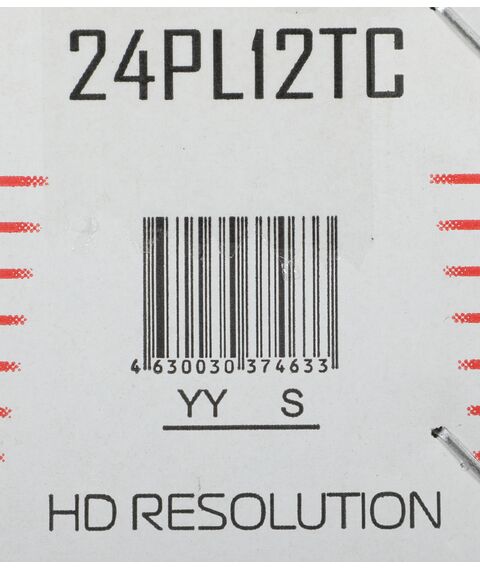 24PL12TC
4 630030 374633
YY S
HD RESOLUTION